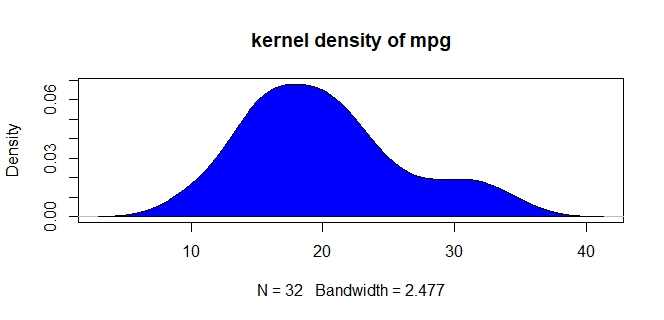 kernel density of mpg
Density
0.06
0.03
0.00
10 20 30 40
N = 32 Bandwidth = 2.477